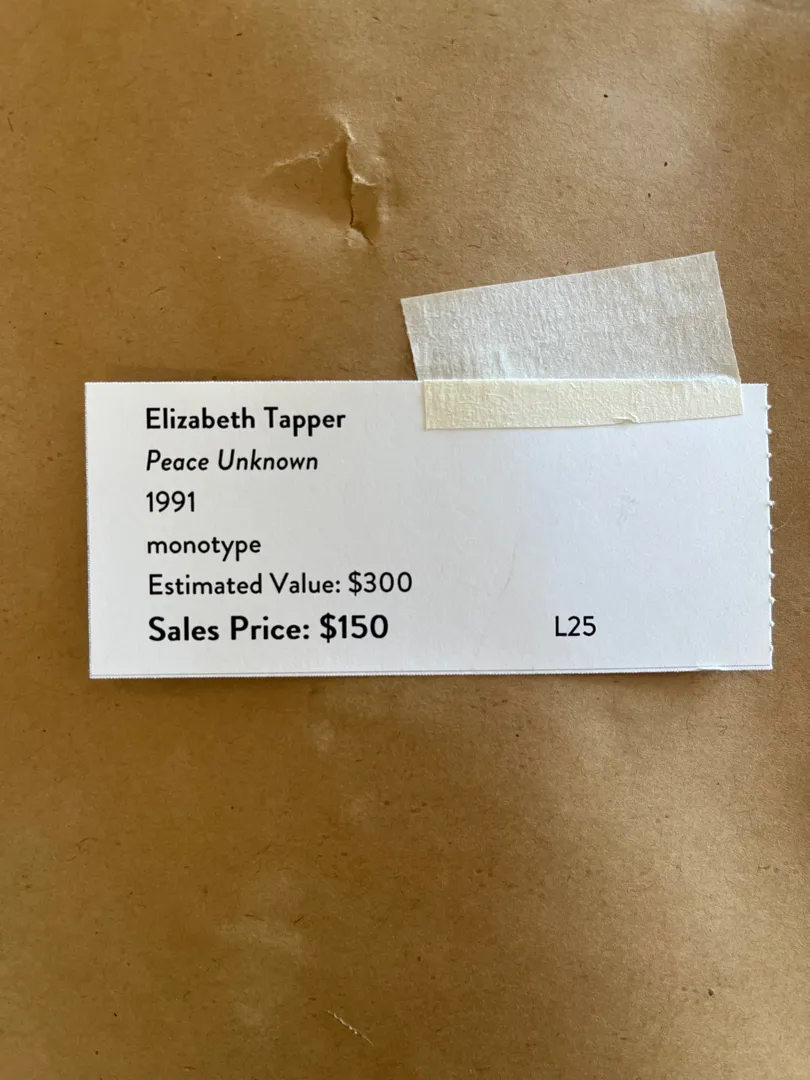 Elizabeth Tapper
Peace Unknown
1991
monotype
Estimated Value: $300
Sales Price: $150 L25